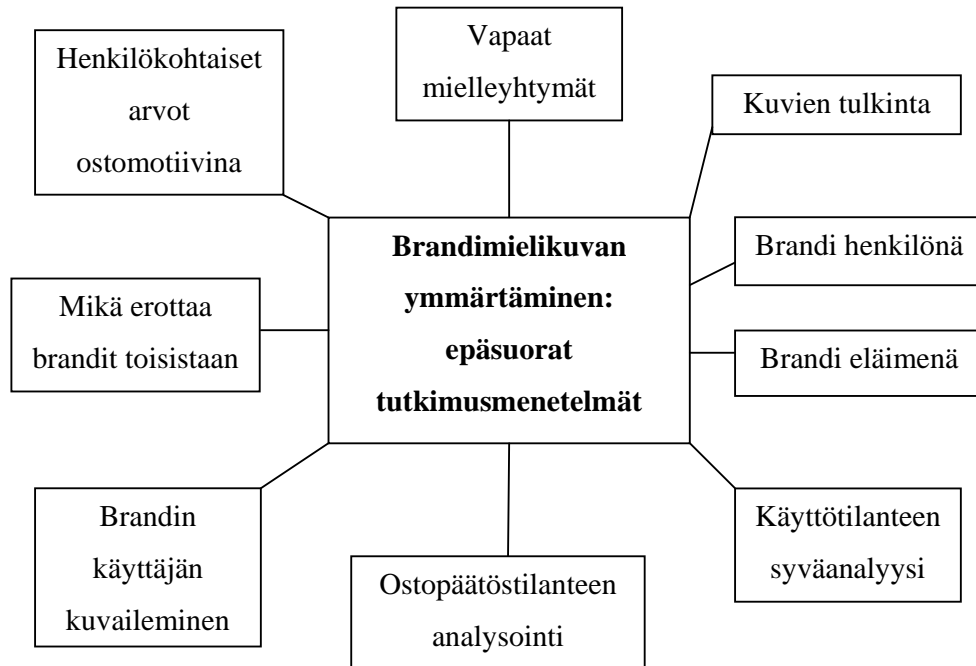 Henkilökohtaiset
arvot
ostomotiivina
Vapaat
mielleyhtymät
Kuvien tulkinta
Brandimielikuvan
ymmärtäminen:
epäsuorat
tutkimusmenetelmät
Brandi henkilönä
Mikä erottaa
brandit toisistaan
Brandi eläimenä
Brandin
käyttäjän
kuvaileminen
Ostopäätöstilanteen
analysointi
Käyttötilanteen
syväanalyysi